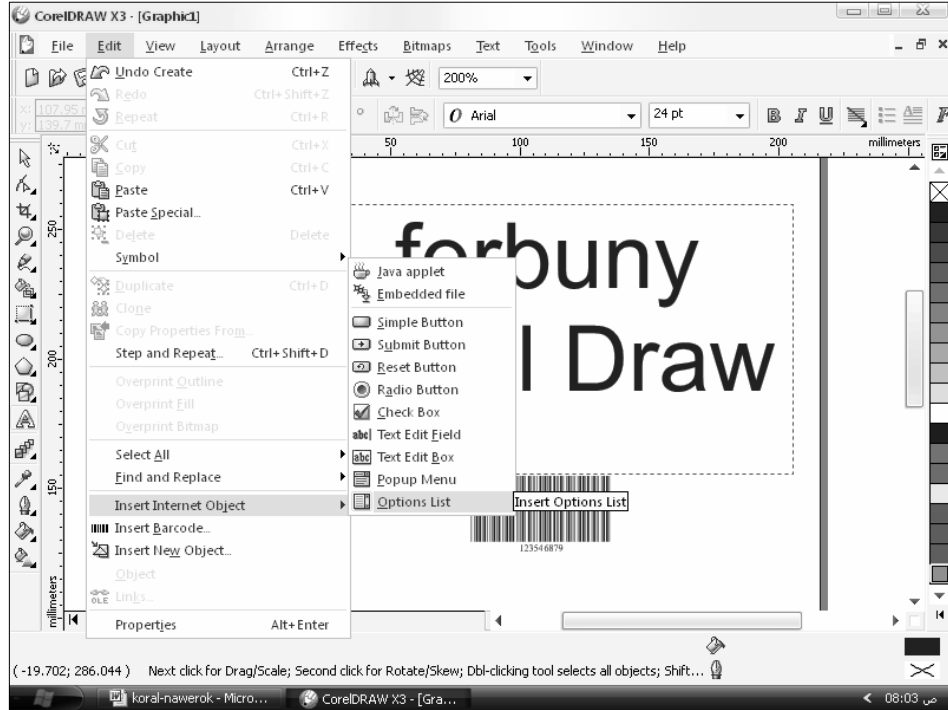 CorelDRAW X3 - [Graphic1]
File Edit View Layout Arrange Effects Bitmaps Text Tools Window Help
200%
x: 107.95
y: 139.7 m
Arial 24 pt B I U
Undo Create Ctrl+Z
Redo Ctrl+Shift+Z
Repeat Ctrl+R
Cut Ctrl+X
Copy Ctrl+C
Paste Ctrl+V
Paste Special...
Delete Delete
Symbol
Duplicate Ctrl+D
Clone
Copy Properties From...
Step and Repeat... Ctrl+Shift+D
Overprint Outline
Overprint Fill
Overprint Bitmap
Select All
Find and Replace
Insert Internet Object
Insert Barcode...
Insert New Object...
Object
Links...
Properties Alt+Enter
Java applet
Embedded file
Simple Button
Submit Button
Reset Button
Radio Button
Check Box
Text Edit Field
Text Edit Box
Popup Menu
Options List
Insert Options List
50 100 150 200 millimeters
250
200
150
millimeters
forbuny
l Draw
123546879
( -19.702; 286.044 ) Next click for Drag/Scale; Second click for Rotate/Skew; Dbl-clicking tool selects all objects; Shift...
koral-nawerok - Micro... CorelDRAW X3 - [Gra... 08:03 ص